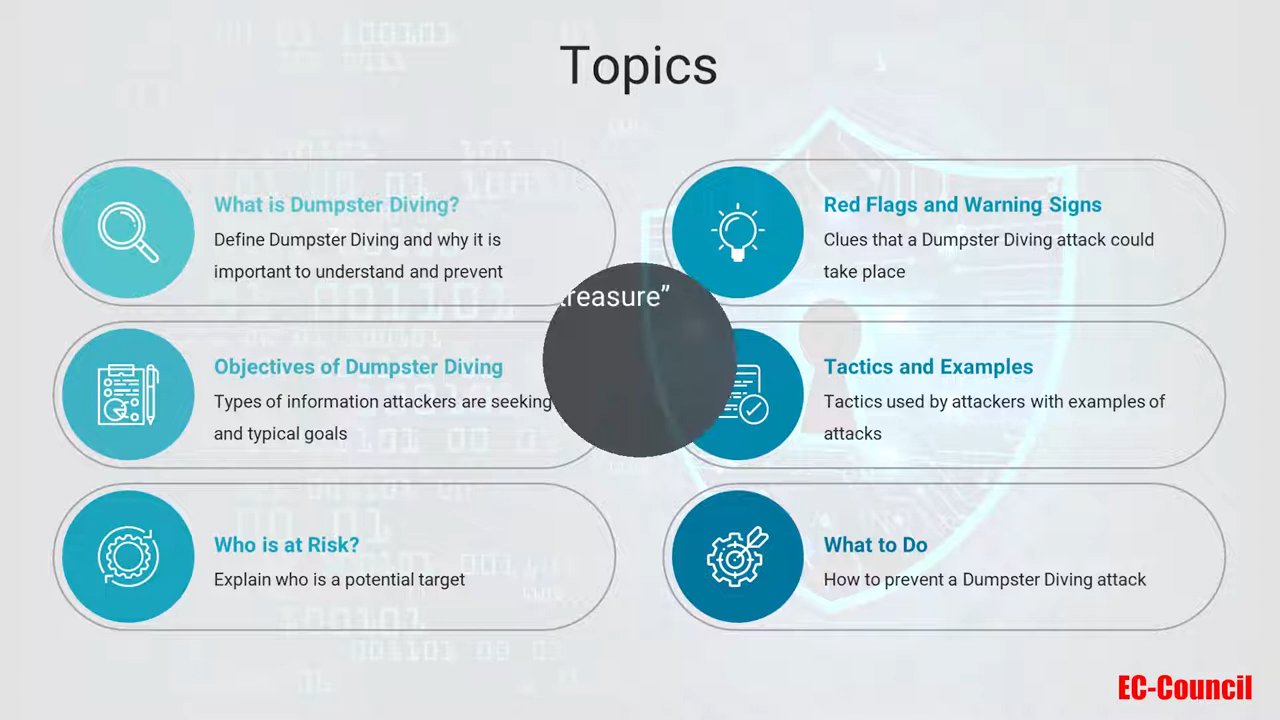 Topics
What is Dumpster Diving?
Define Dumpster Diving and why it is
important to understand and prevent
Red Flags and Warning Signs
Clues that a Dumpster Diving attack could
take place
treasure”
Objectives of Dumpster Diving
Types of information attackers are seeking
and typical goals
Tactics and Examples
Tactics used by attackers with examples of
attacks
Who is at Risk?
Explain who is a potential target
What to Do
How to prevent a Dumpster Diving attack
EC-Council